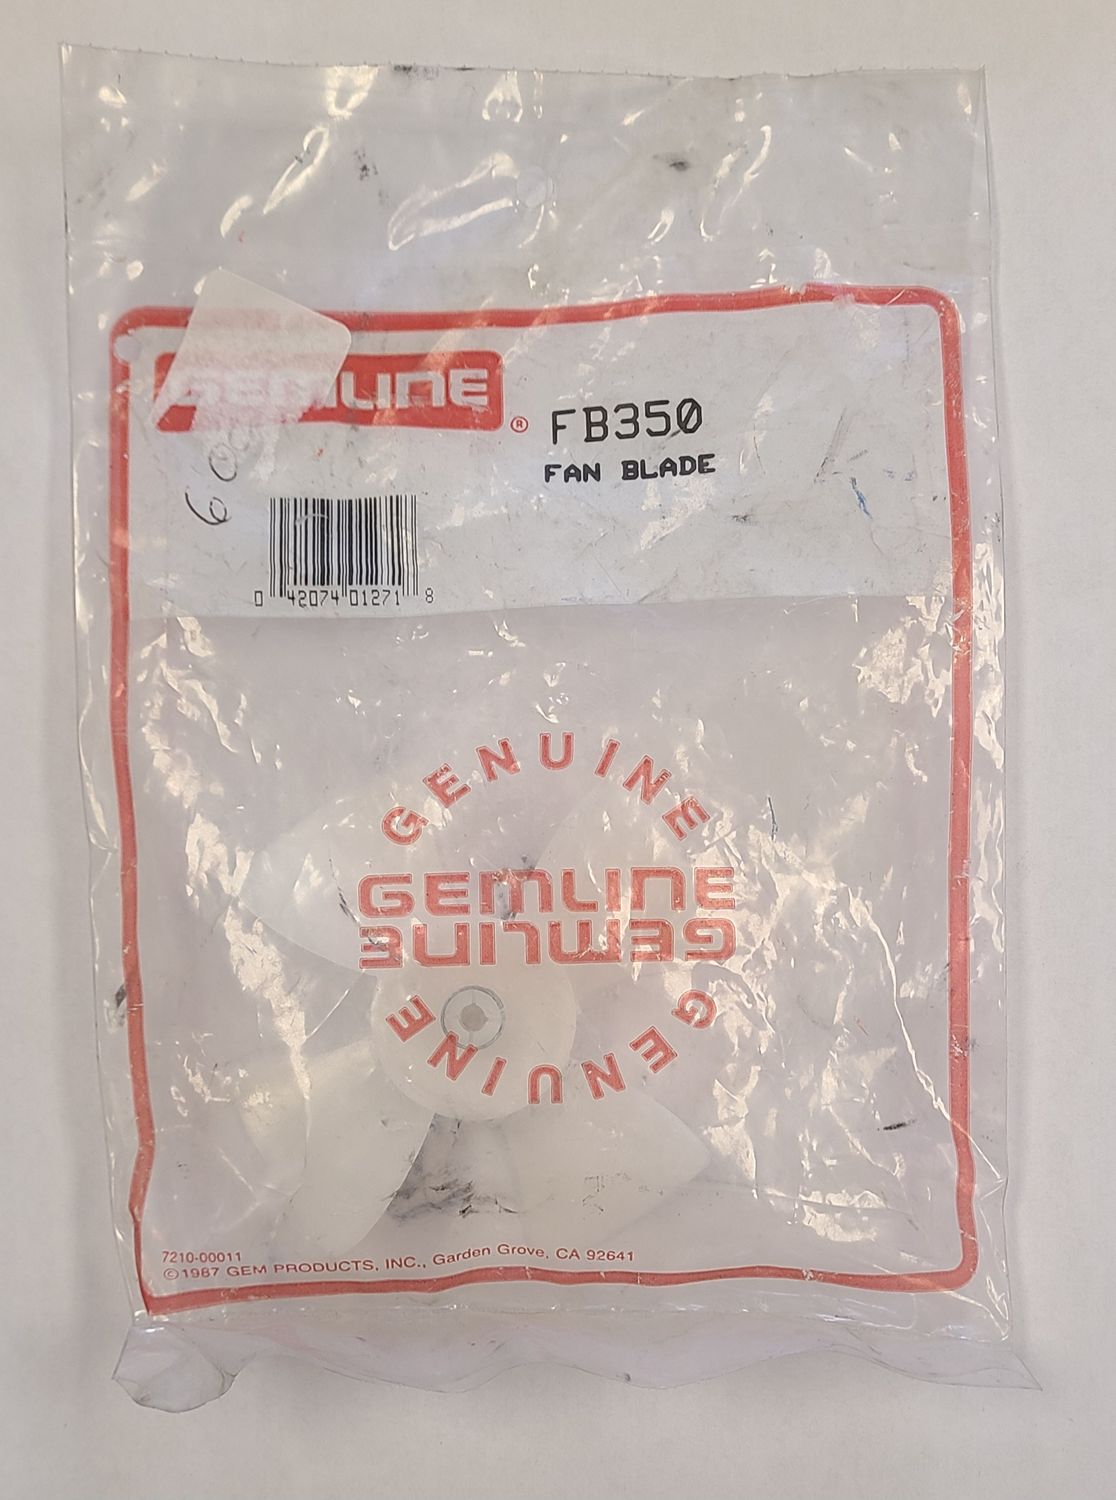 GEMLINE ®
FB350
FAN BLADE
0 42074 01271 8
GENUINE
GEMLINE
GEMLINE
GENUINE
7210-00011
©1987 GEM PRODUCTS, INC., Garden Grove, CA 92641